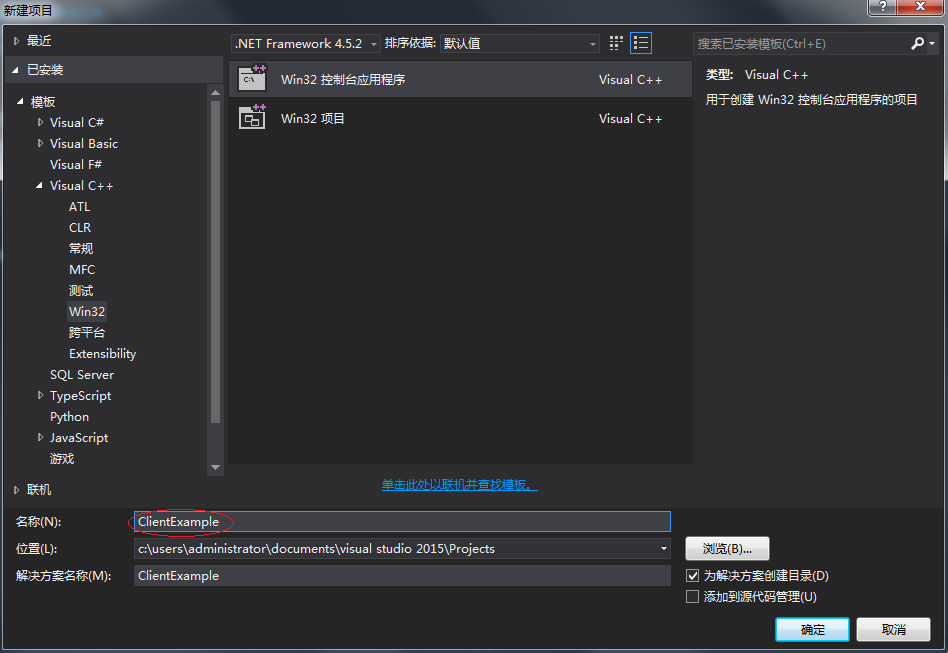 新建项目
最近
.NET Framework 4.5.2 排序依据: 默认值
搜索已安装模板(Ctrl+E)
已安装
模板
Visual C#
Visual Basic
Visual F#
Visual C++
ATL
CLR
常规
MFC
测试
Win32
跨平台
Extensibility
SQL Server
TypeScript
Python
JavaScript
游戏
联机
Win32 控制台应用程序 Visual C++
Win32 项目 Visual C++
类型: Visual C++
用于创建 Win32 控制台应用程序的项目
单击此处以联机并查找模板。
名称(N): ClientExample
位置(L): c:\users\administrator\documents\visual studio 2015\Projects 浏览(B)...
解决方案名称(M): ClientExample
为解决方案创建目录(D)
添加到源代码管理(U)
确定 取消